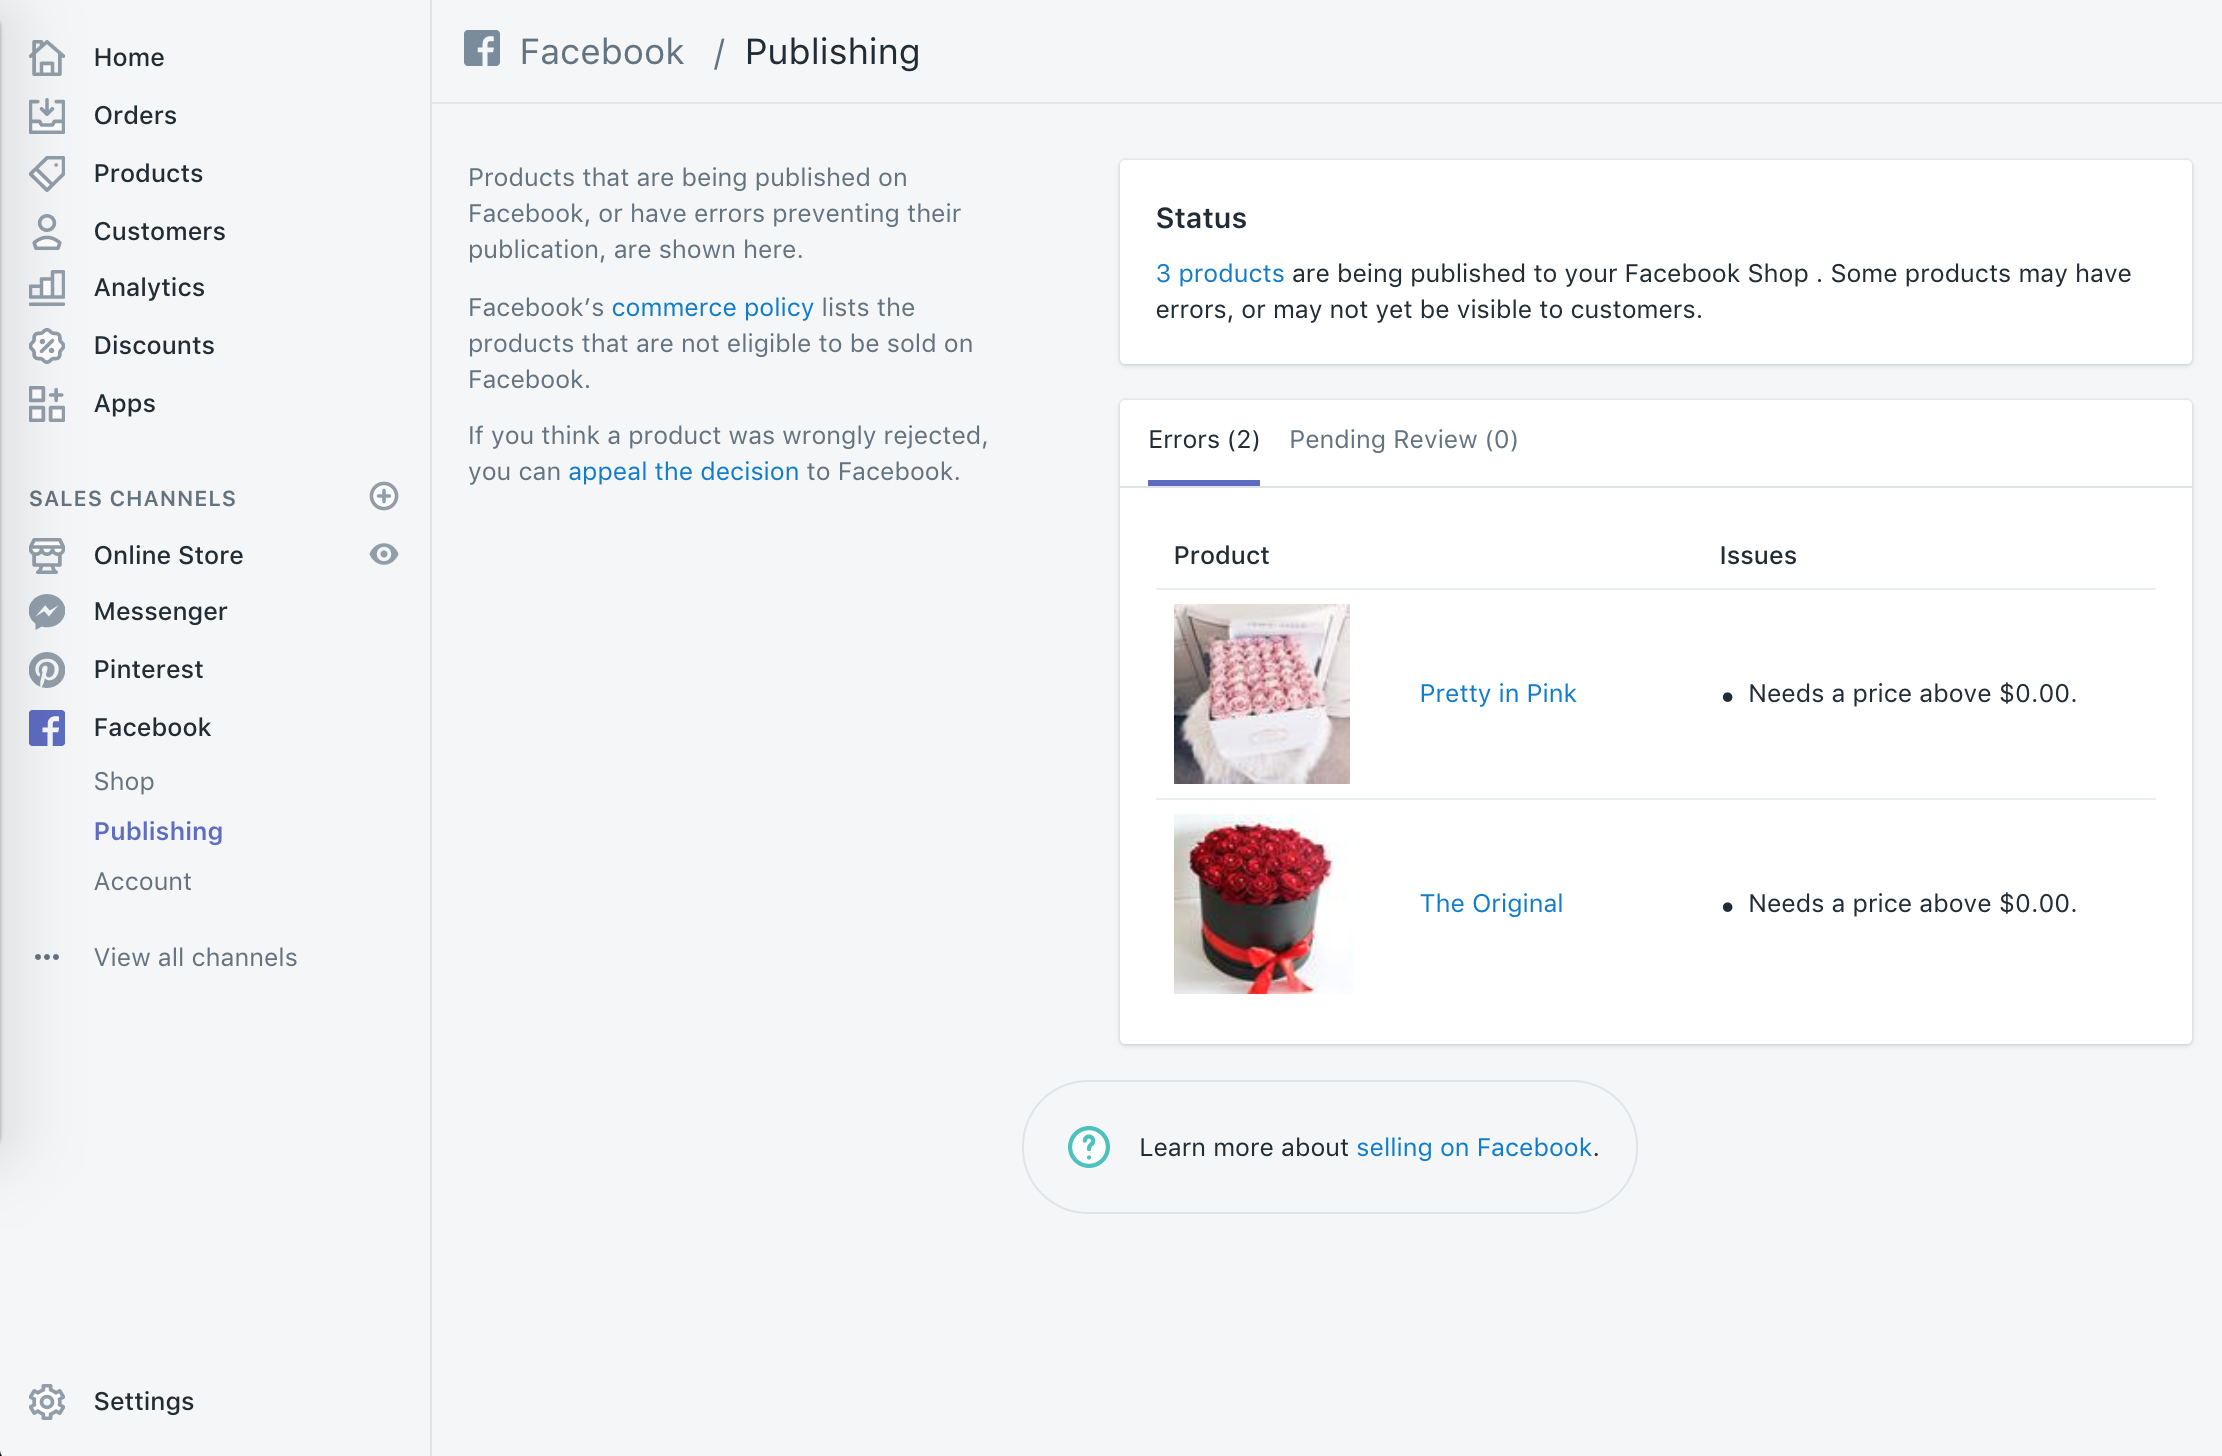 Home
Orders
Products
Customers
Analytics
Discounts
Apps
SALES CHANNELS
Online Store
Messenger
Pinterest
Facebook
Shop
Publishing
Account
View all channels
Settings
Facebook / Publishing
Products that are being published on
Facebook, or have errors preventing their
publication, are shown here.
Facebook’s commerce policy lists the
products that are not eligible to be sold on
Facebook.
If you think a product was wrongly rejected,
you can appeal the decision to Facebook.
Status
3 products are being published to your Facebook Shop . Some products may have
errors, or may not yet be visible to customers.
Errors (2) Pending Review (0)
Product Issues
Pretty in Pink • Needs a price above $0.00.
The Original • Needs a price above $0.00.
Learn more about selling on Facebook.